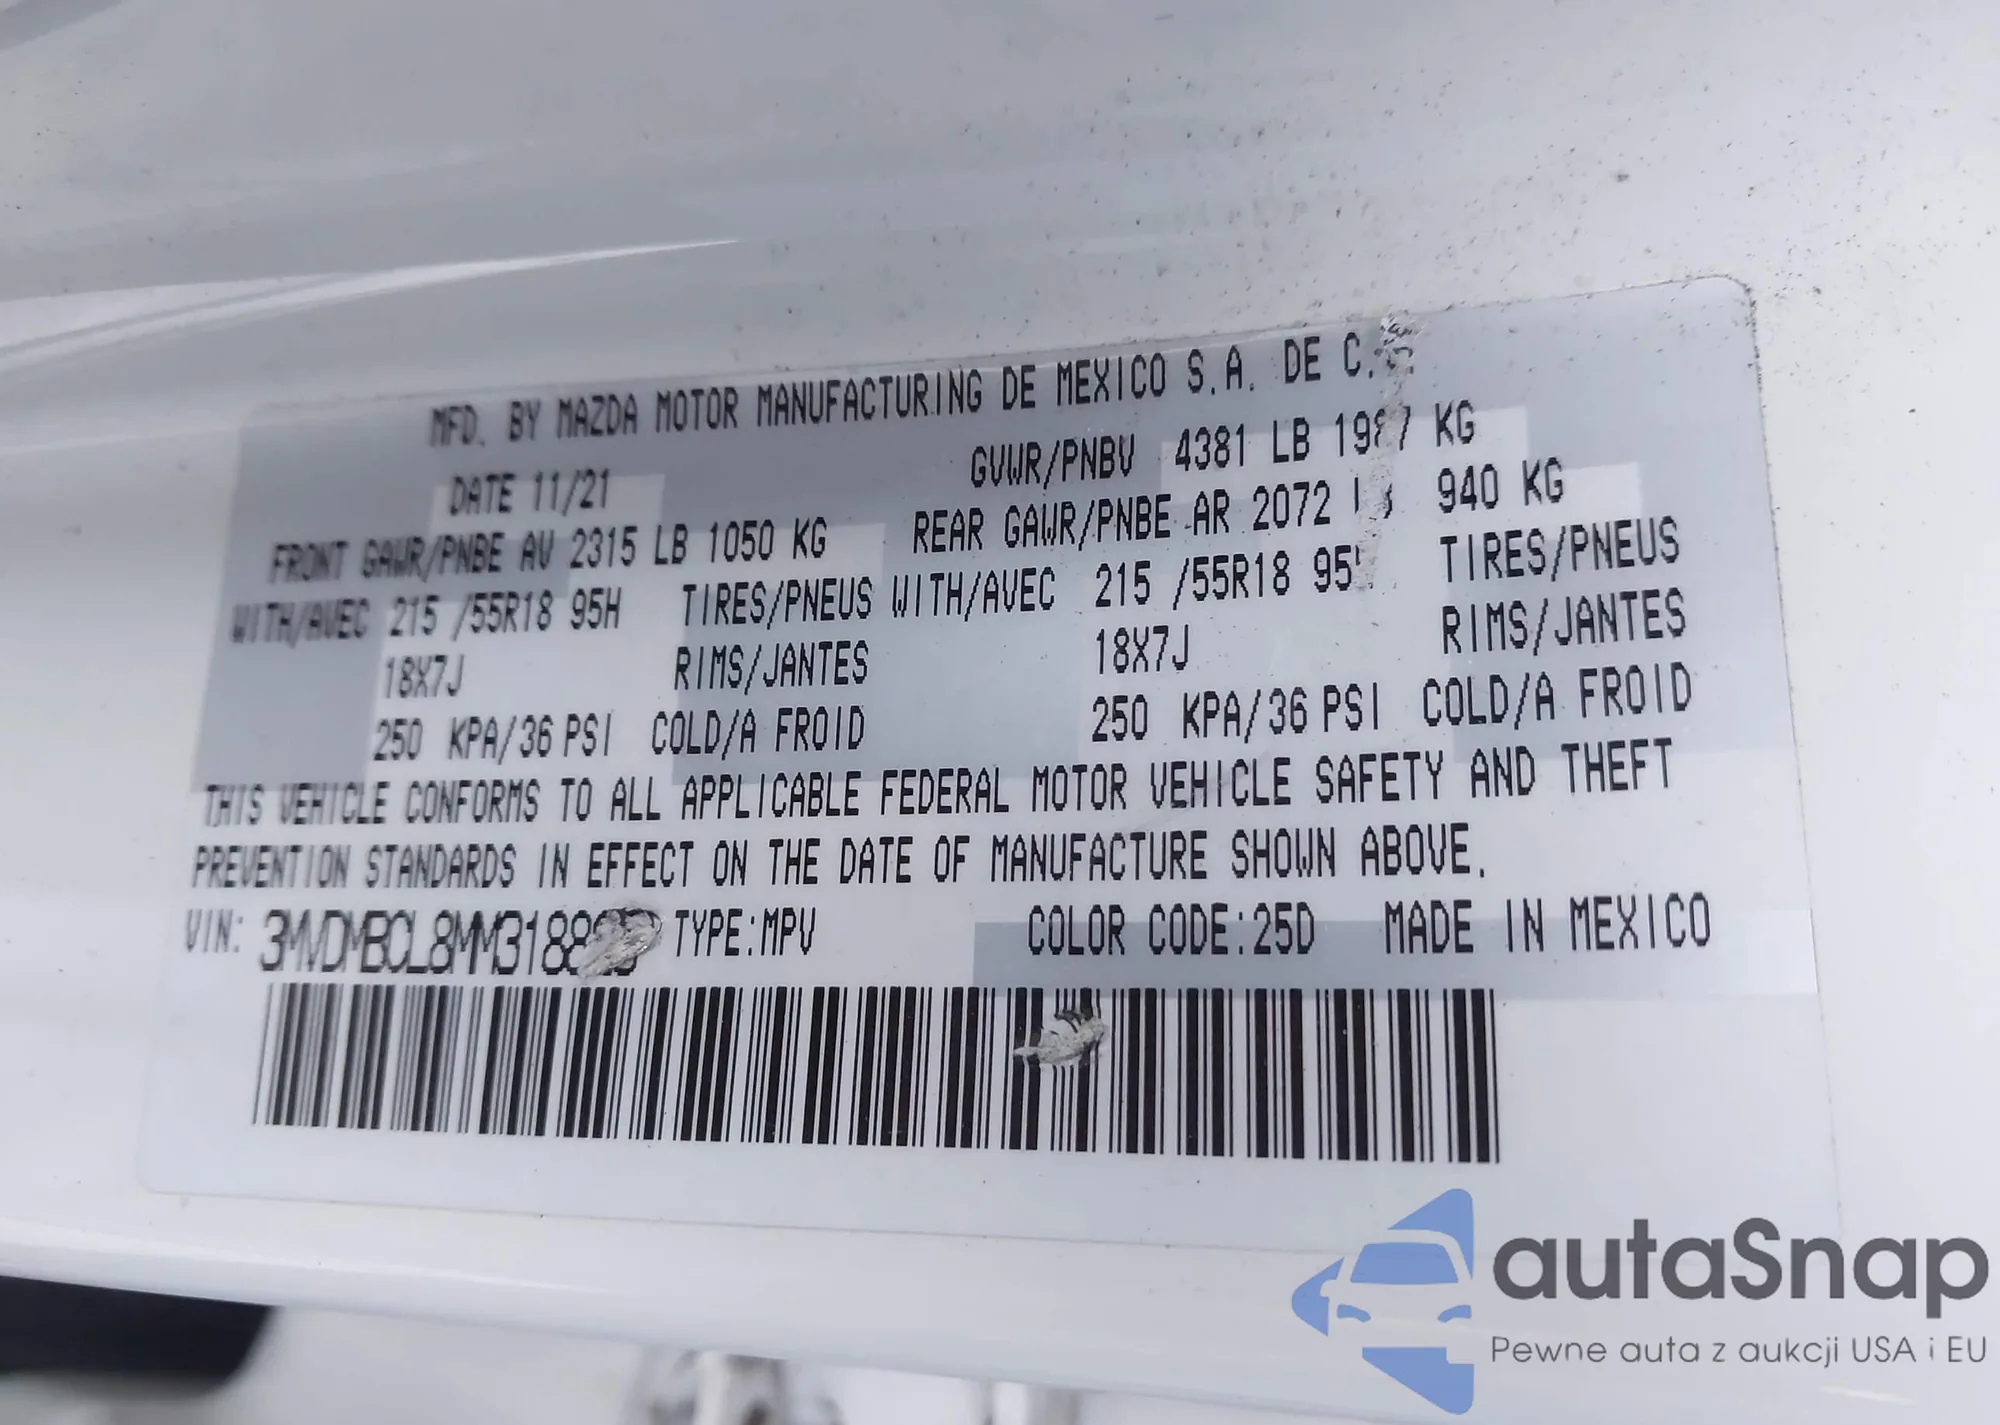 MFD. BY MAZDA MOTOR MANUFACTURING DE MEXICO S.A. DE
DATE 11/21 GVWR/PNBV 4381 LB KG
FRONT GAWR/PNBE AV 2315 LB 1050 KG REAR GAWR/PNBE AR 2072 940 KG
WITH/AVEC 215 /55R18 95H TIRES/PNEUS WITH/AVEC 215 /55R18 TIRES/PNEUS
18X7J RIMS/JANTES 18X7J RIMS/JANTES
250 KPA/36 PSI COLD/A FROID 250 KPA/36 PSI COLD/A FROID
THIS VEHICLE CONFORMS TO ALL APPLICABLE FEDERAL MOTOR VEHICLE SAFETY AND THEFT
PREVENTION STANDARDS IN EFFECT ON THE DATE OF MANUFACTURE SHOWN ABOVE.
VIN: TYPE:MPV COLOR CODE:25D MADE IN MEXICO
autaSnap
Pewne auta z aukcji USA i EU